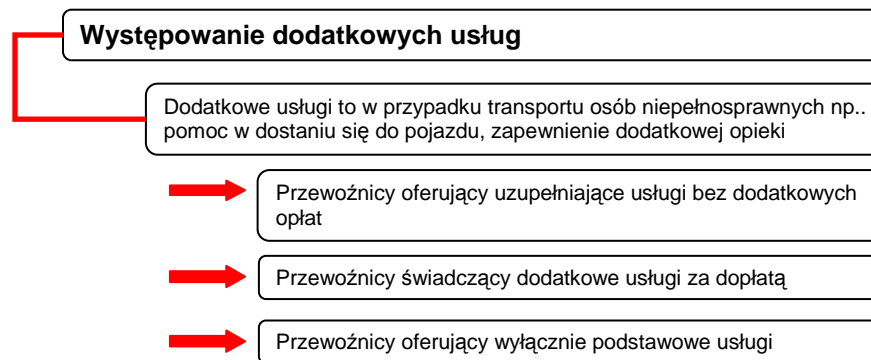 Występowanie dodatkowych usług
Dodatkowe usługi to w przypadku transportu osób niepełnosprawnych np..
pomoc w dostaniu się do pojazdu, zapewnienie dodatkowej opieki
Przewoźnicy oferujący uzupełniające usługi bez dodatkowych
opłat
Przewoźnicy świadczący dodatkowe usługi za dopłatą
Przewoźnicy oferujący wyłącznie podstawowe usługi